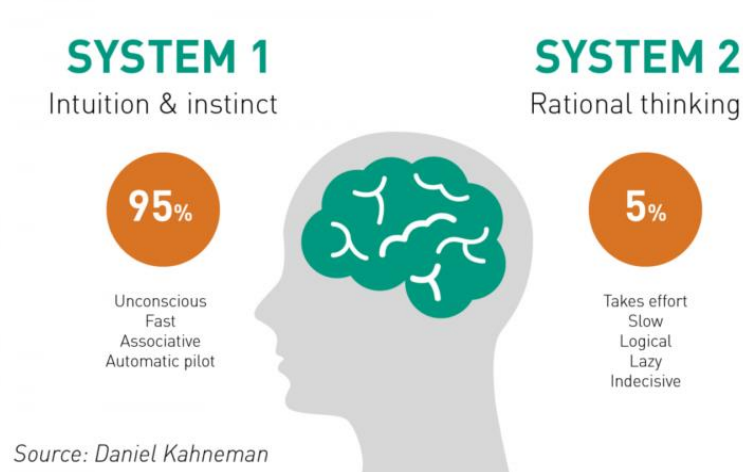 SYSTEM 1
Intuition & instinct
95%
Unconscious
Fast
Associative
Automatic pilot
SYSTEM 2
Rational thinking
5%
Takes effort
Slow
Logical
Lazy
Indecisive
Source: Daniel Kahneman